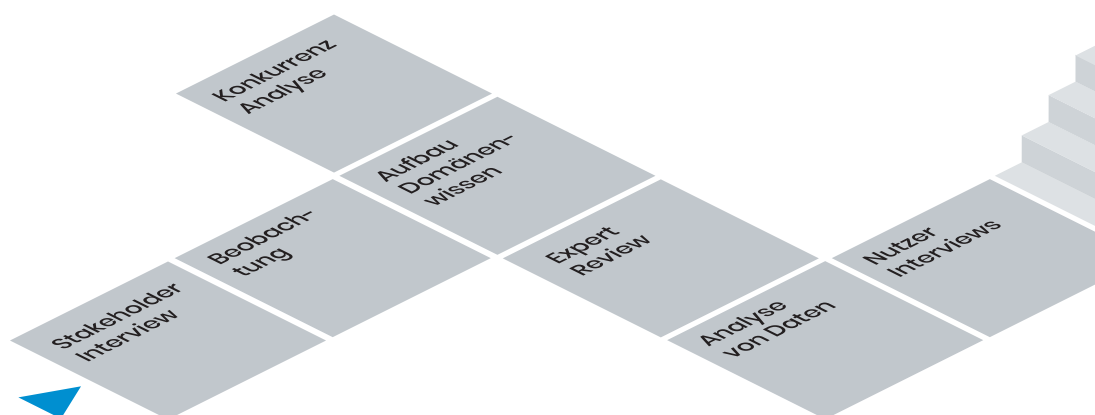 Konkurrenz
Analyse
Aufbau
Domänen-
wissen
Beobach-
tung
Stakeholder
Interview
Expert
Review
Nutzer
Interviews
Analyse
von Daten